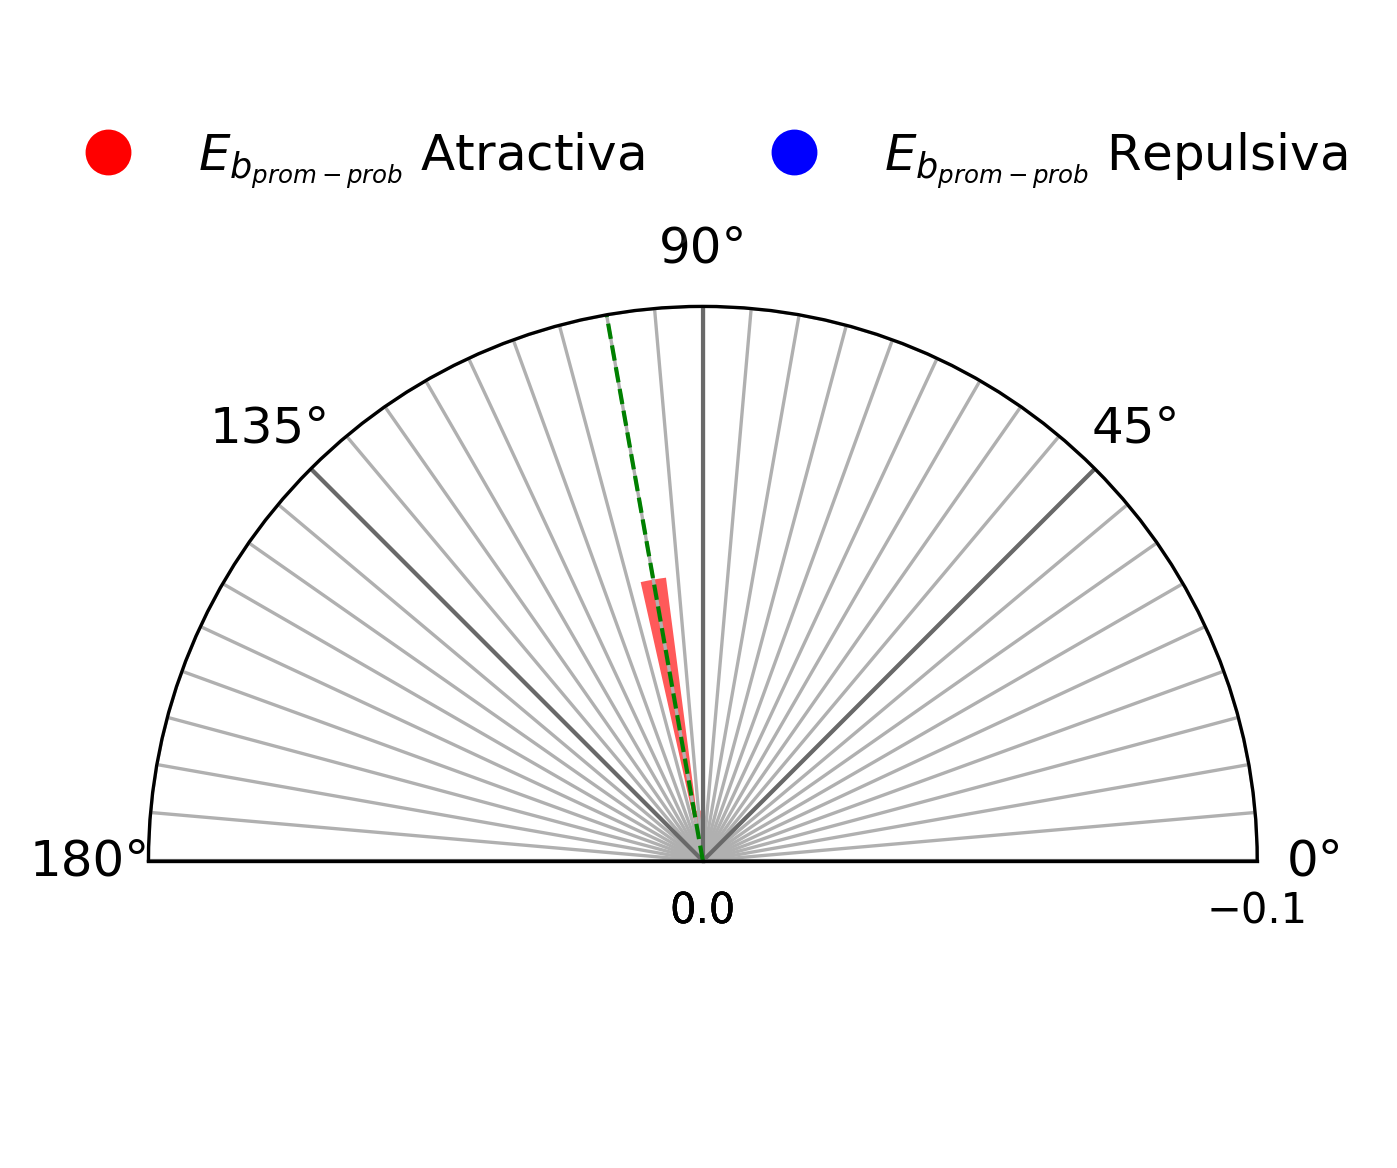 E_{b_{prom-prob}} Atractiva E_{b_{prom-prob}} Repulsiva
90°
135° 45°
180° 0°
0.0 −0.1